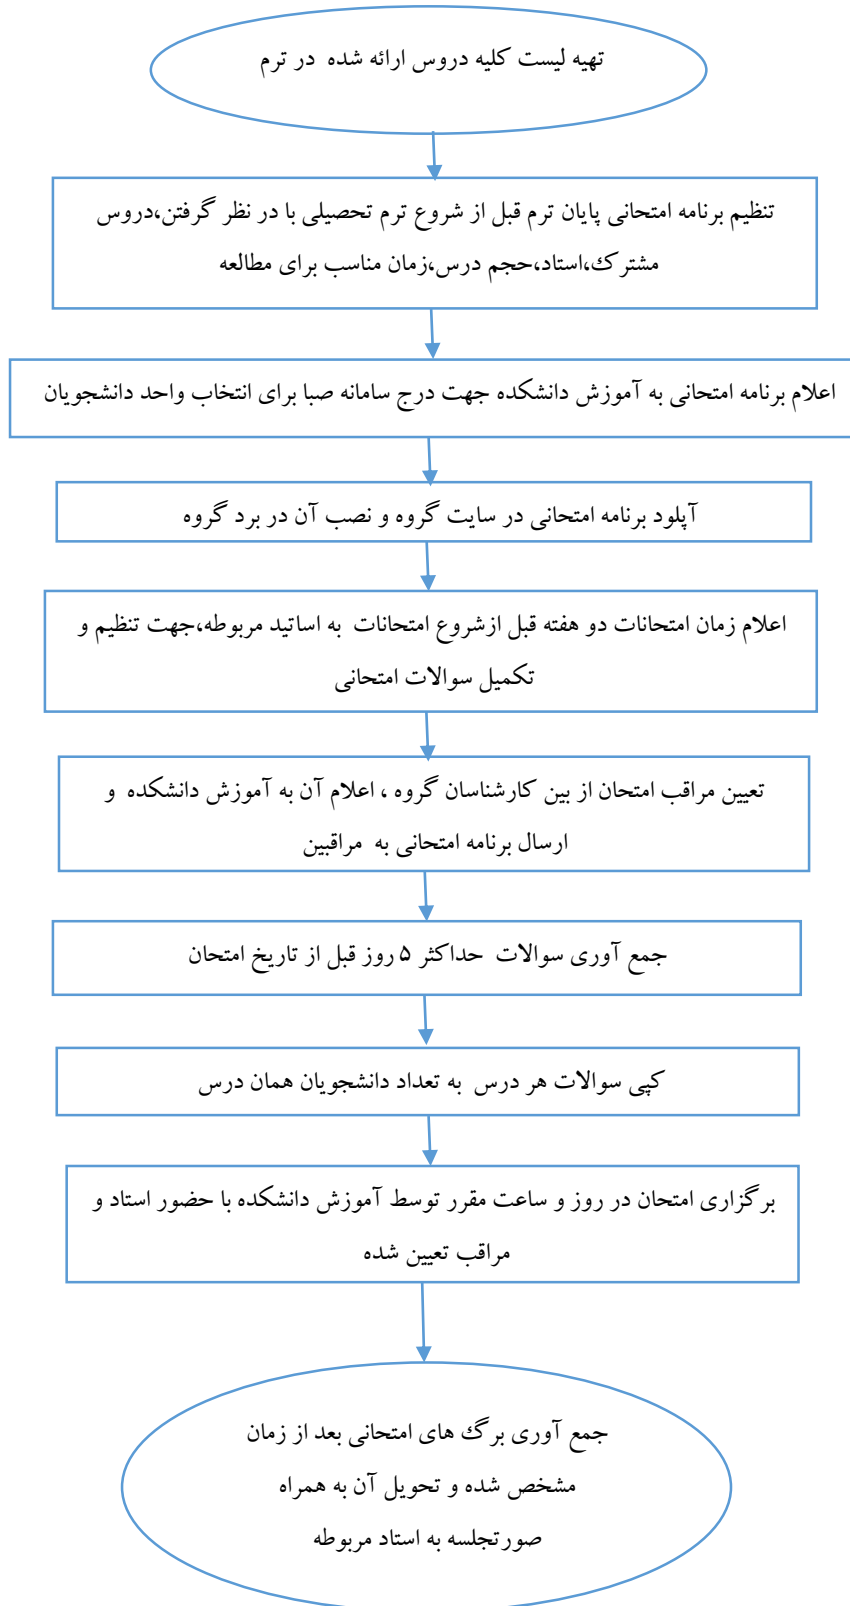 تهیه لیست کلیه دروس ارائه شده در ترم
تنظیم برنامه امتحانی پایان ترم قبل از شروع ترم تحصیلی با در نظر گرفتن،دروس
مشترک،استاد،حجم درس،زمان مناسب برای مطالعه
اعلام برنامه امتحانی به آموزش دانشکده جهت درج سامانه صبا برای انتخاب واحد دانشجویان
آپلود برنامه امتحانی در سایت گروه و نصب آن در برد گروه
اعلام زمان امتحانات دو هفته قبل ازشروع امتحانات به اساتید مربوطه،جهت تنظیم و
تکمیل سوالات امتحانی
تعیین مراقب امتحان از بین کارشناسان گروه ، اعلام آن به آموزش دانشکده و
ارسال برنامه امتحانی به مراقبین
جمع آوری سوالات حداکثر ۵ روز قبل از تاریخ امتحان
کپی سوالات هر درس به تعداد دانشجویان همان درس
برگزاری امتحان در روز و ساعت مقرر توسط آموزش دانشکده با حضور استاد و
مراقب تعیین شده
جمع آوری برگ های امتحانی بعد از زمان
مشخص شده و تحویل آن به همراه
صورتجلسه به استاد مربوطه